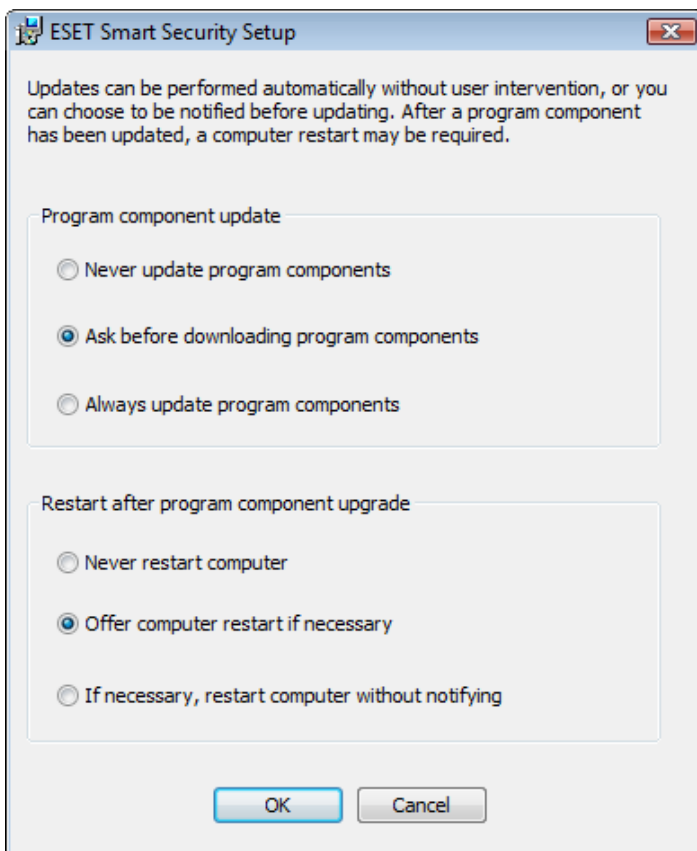 ESET Smart Security Setup
Updates can be performed automatically without user intervention, or you
can choose to be notified before updating. After a program component
has been updated, a computer restart may be required.
Program component update
Never update program components
Ask before downloading program components
Always update program components
Restart after program component upgrade
Never restart computer
Offer computer restart if necessary
If necessary, restart computer without notifying
OK
Cancel